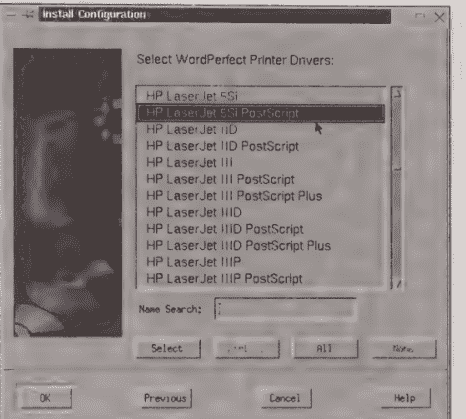 Install Configuration
Select WordPerfect Printer Drivers:
HP LaserJet 5Si
HP LaserJet 5Si PostScript
HP LaserJet IID
HP LaserJet IID PostScript
HP LaserJet III
HP LaserJet III PostScript
HP LaserJet III PostScript Plus
HP LaserJet IIID
HP LaserJet IIID PostScript
HP LaserJet IIID PostScript Plus
HP LaserJet IIIP
HP LaserJet IIIP PostScript
Name Search:
Select All None
OK Previous Cancel Help